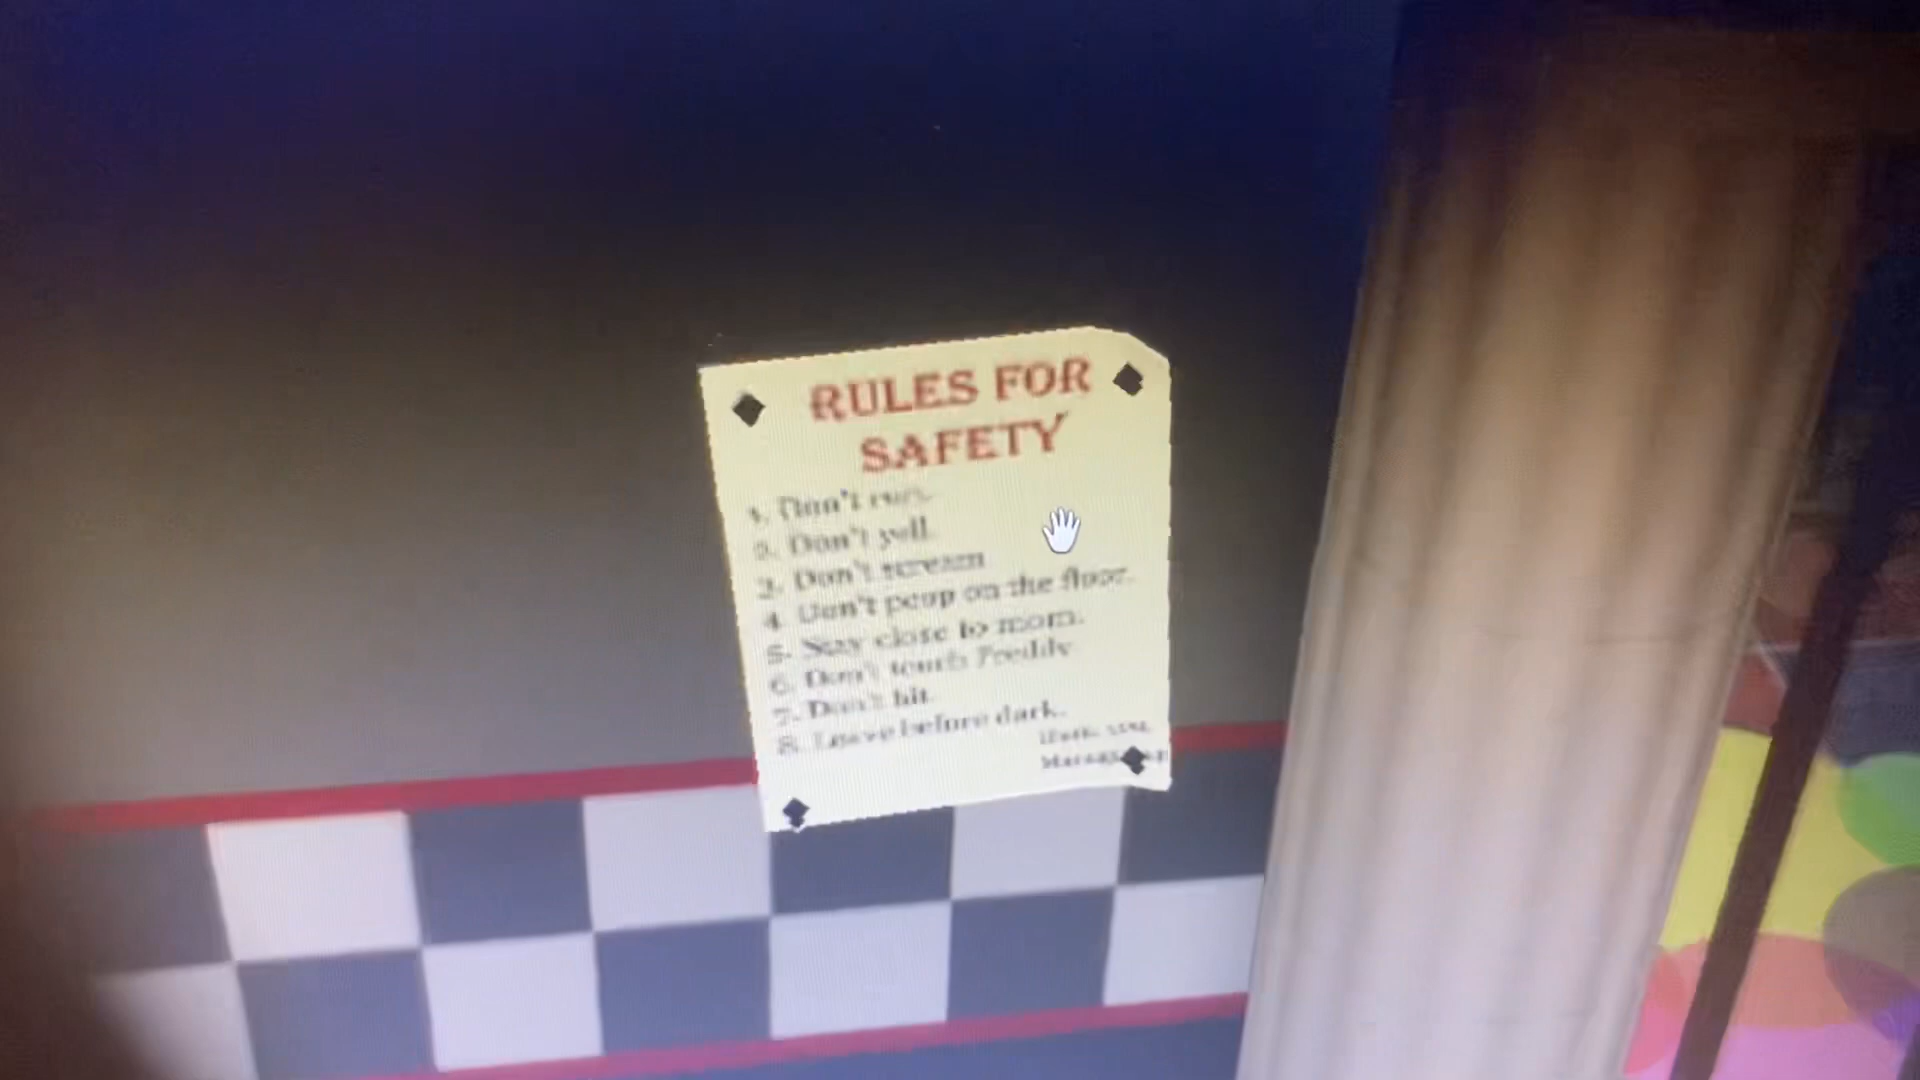 RULES FOR
SAFETY
1. Don't run.
2. Don't yell.
3. Don't scream
4. Don't poop on the floor.
5. Stay close to mom.
6. Don't touch Freddy.
7. Don't hit.
8. Leave before dark.